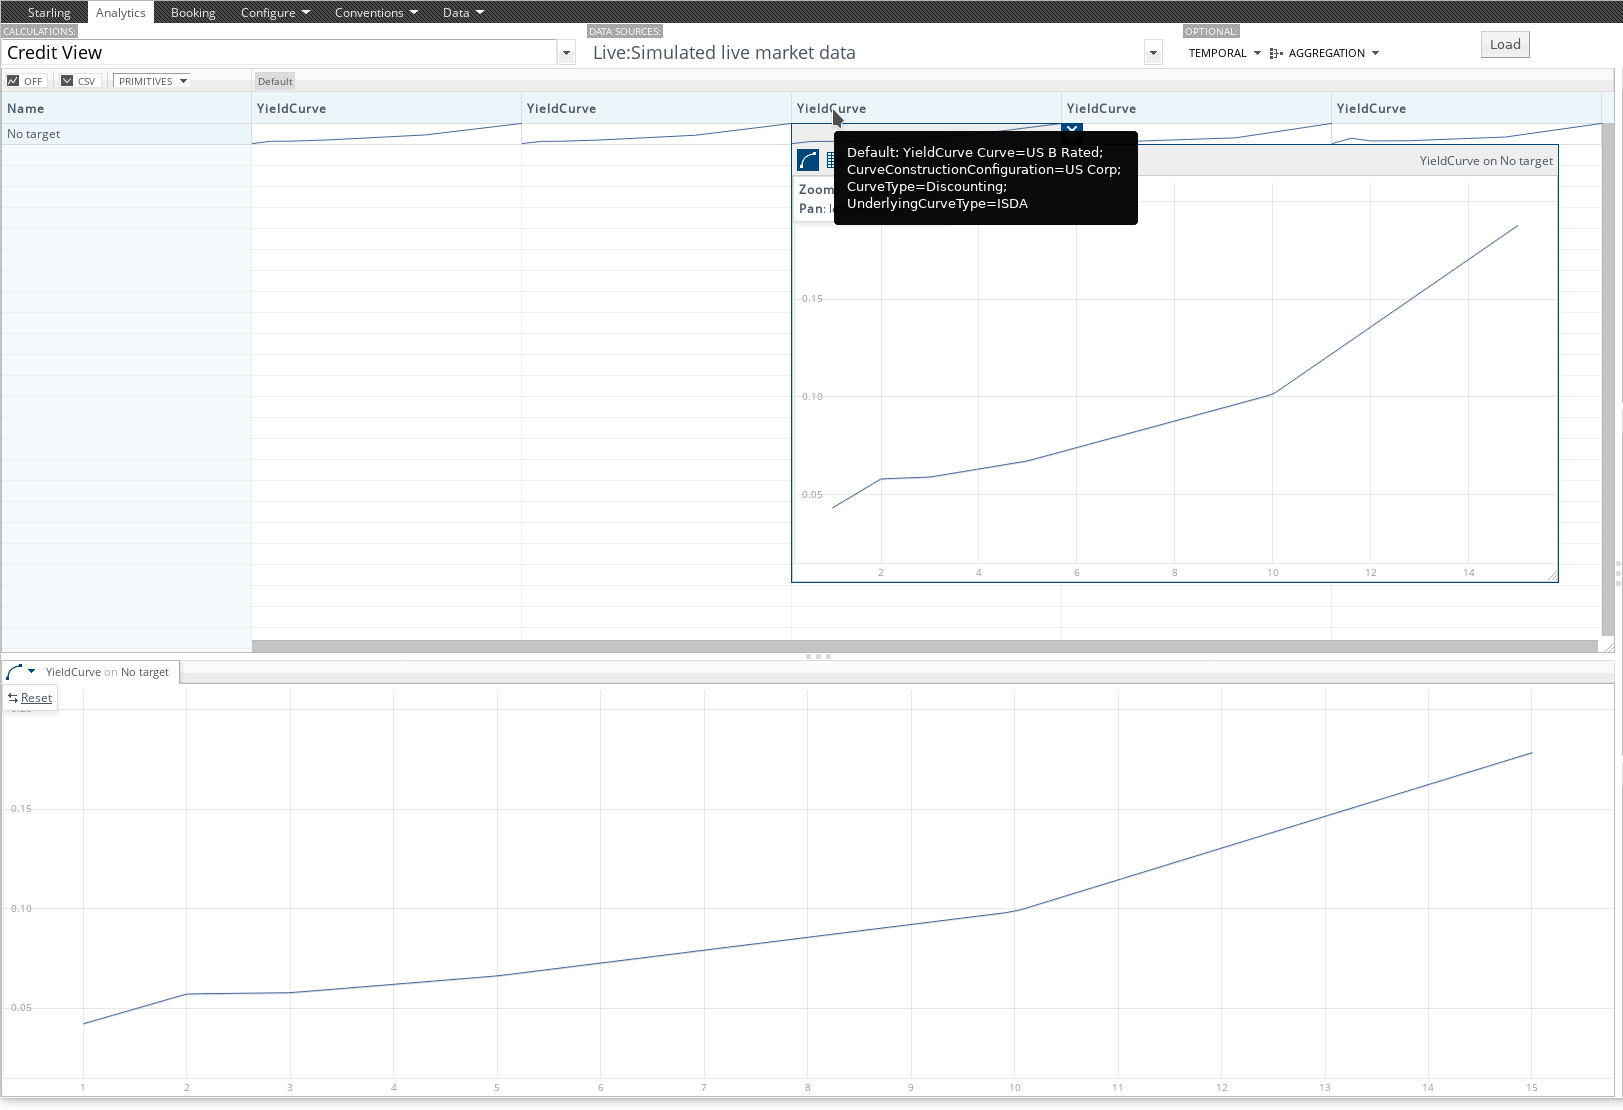 Starling Analytics Booking Configure Conventions Data
CALCULATIONS: DATA SOURCES: OPTIONAL:
Credit View Live:Simulated live market data TEMPORAL AGGREGATION Load
OFF CSV PRIMITIVES Default
Name YieldCurve YieldCurve YieldCurve YieldCurve YieldCurve
No target
Default: YieldCurve Curve=US B Rated;
CurveConstructionConfiguration=US Corp;
CurveType=Discounting;
UnderlyingCurveType=ISDA
YieldCurve on No target
Zoom
Pan:
0.15
0.10
0.05
2 4 6 8 10 12 14
YieldCurve on No target
Reset
0.15
0.10
0.05
1 2 3 4 5 6 7 8 9 10 11 12 13 14 15